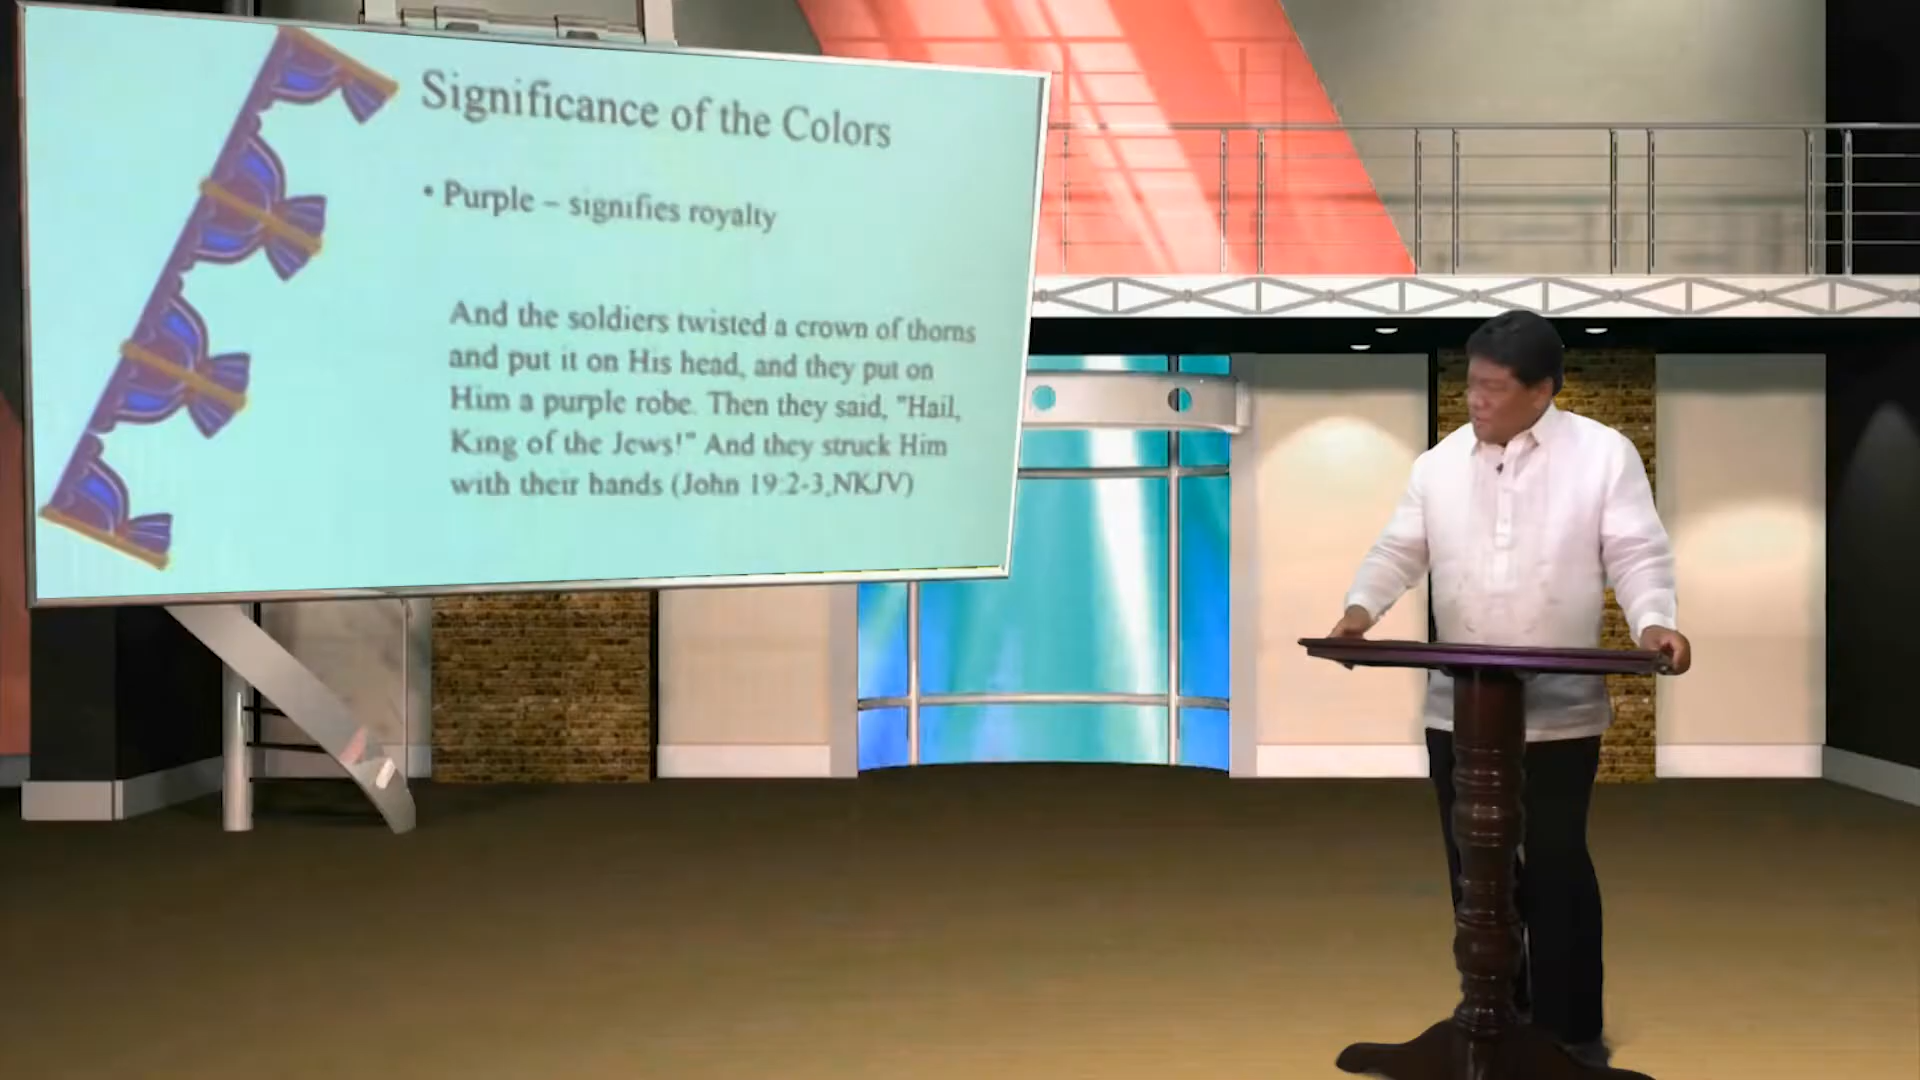 Significance of the Colors
• Purple – signifies royalty
And the soldiers twisted a crown of thorns
and put it on His head, and they put on
Him a purple robe. Then they said, "Hail,
King of the Jews!" And they struck Him
with their hands (John 19:2-3,NKJV)